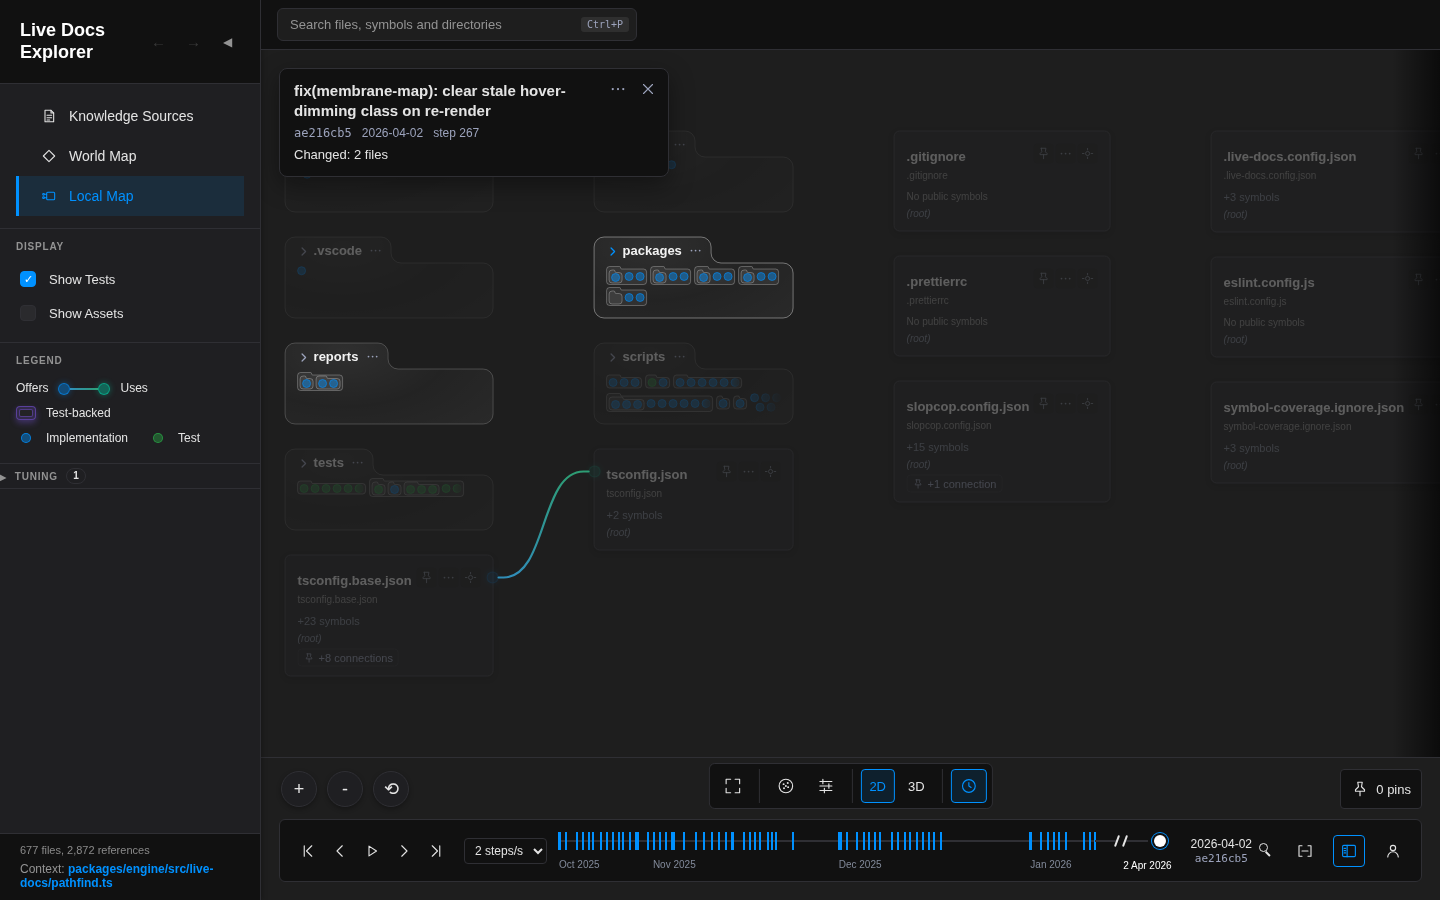 Live Docs
Explorer
Search files, symbols and directories
Ctrl+P
Knowledge Sources
World Map
Local Map
DISPLAY
Show Tests
Show Assets
LEGEND
Offers
Uses
Test-backed
Implementation
Test
TUNING 1
677 files, 2,872 references
Context: packages/engine/src/live-
docs/pathfind.ts
fix(membrane-map): clear stale hover-
dimming class on re-render
ae216cb5 2026-04-02 step 267
Changed: 2 files
.vscode
reports
tests
tsconfig.base.json
tsconfig.base.json
+23 symbols
(root)
+8 connections
packages
scripts
tsconfig.json
tsconfig.json
+2 symbols
(root)
.gitignore
.gitignore
No public symbols
(root)
.prettierrc
.prettierrc
No public symbols
(root)
slopcop.config.json
slopcop.config.json
+15 symbols
(root)
+1 connection
.live-docs.config.json
.live-docs.config.json
+3 symbols
(root)
eslint.config.js
eslint.config.js
No public symbols
(root)
symbol-coverage.ignore.json
symbol-coverage.ignore.json
+3 symbols
(root)
+
-
2D
3D
0 pins
2 steps/s
Oct 2025
Nov 2025
Dec 2025
Jan 2026
2 Apr 2026
2026-04-02
ae216cb5